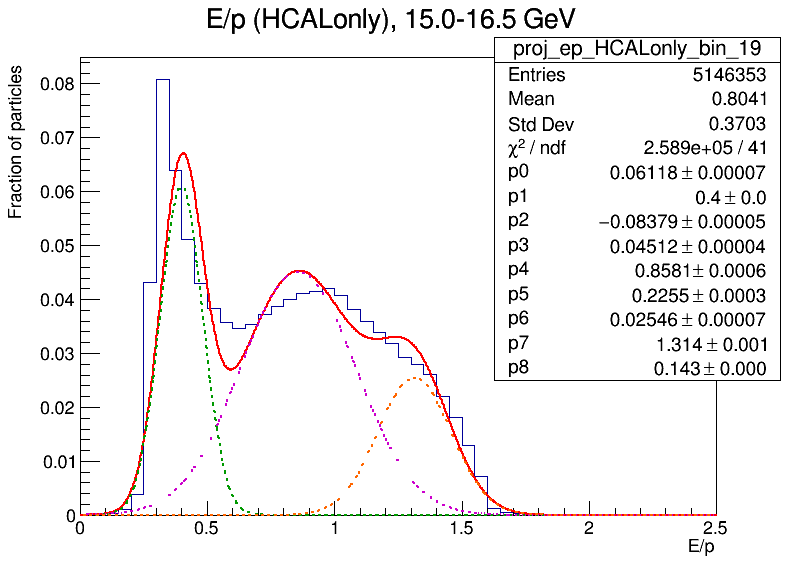 E/p (HCALonly), 15.0-16.5 GeV
proj_ep_HCALonly_bin_19
Entries 5146353
Mean 0.8041
Std Dev 0.3703
χ² / ndf 2.589e+05 / 41
p0 0.06118 ± 0.00007
p1 0.4 ± 0.0
p2 −0.08379 ± 0.00005
p3 0.04512 ± 0.00004
p4 0.8581 ± 0.0006
p5 0.2255 ± 0.0003
p6 0.02546 ± 0.00007
p7 1.314 ± 0.001
p8 0.143 ± 0.000
Fraction of particles
0.08
0.07
0.06
0.05
0.04
0.03
0.02
0.01
0
0 0.5 1 1.5 2 2.5
E/p